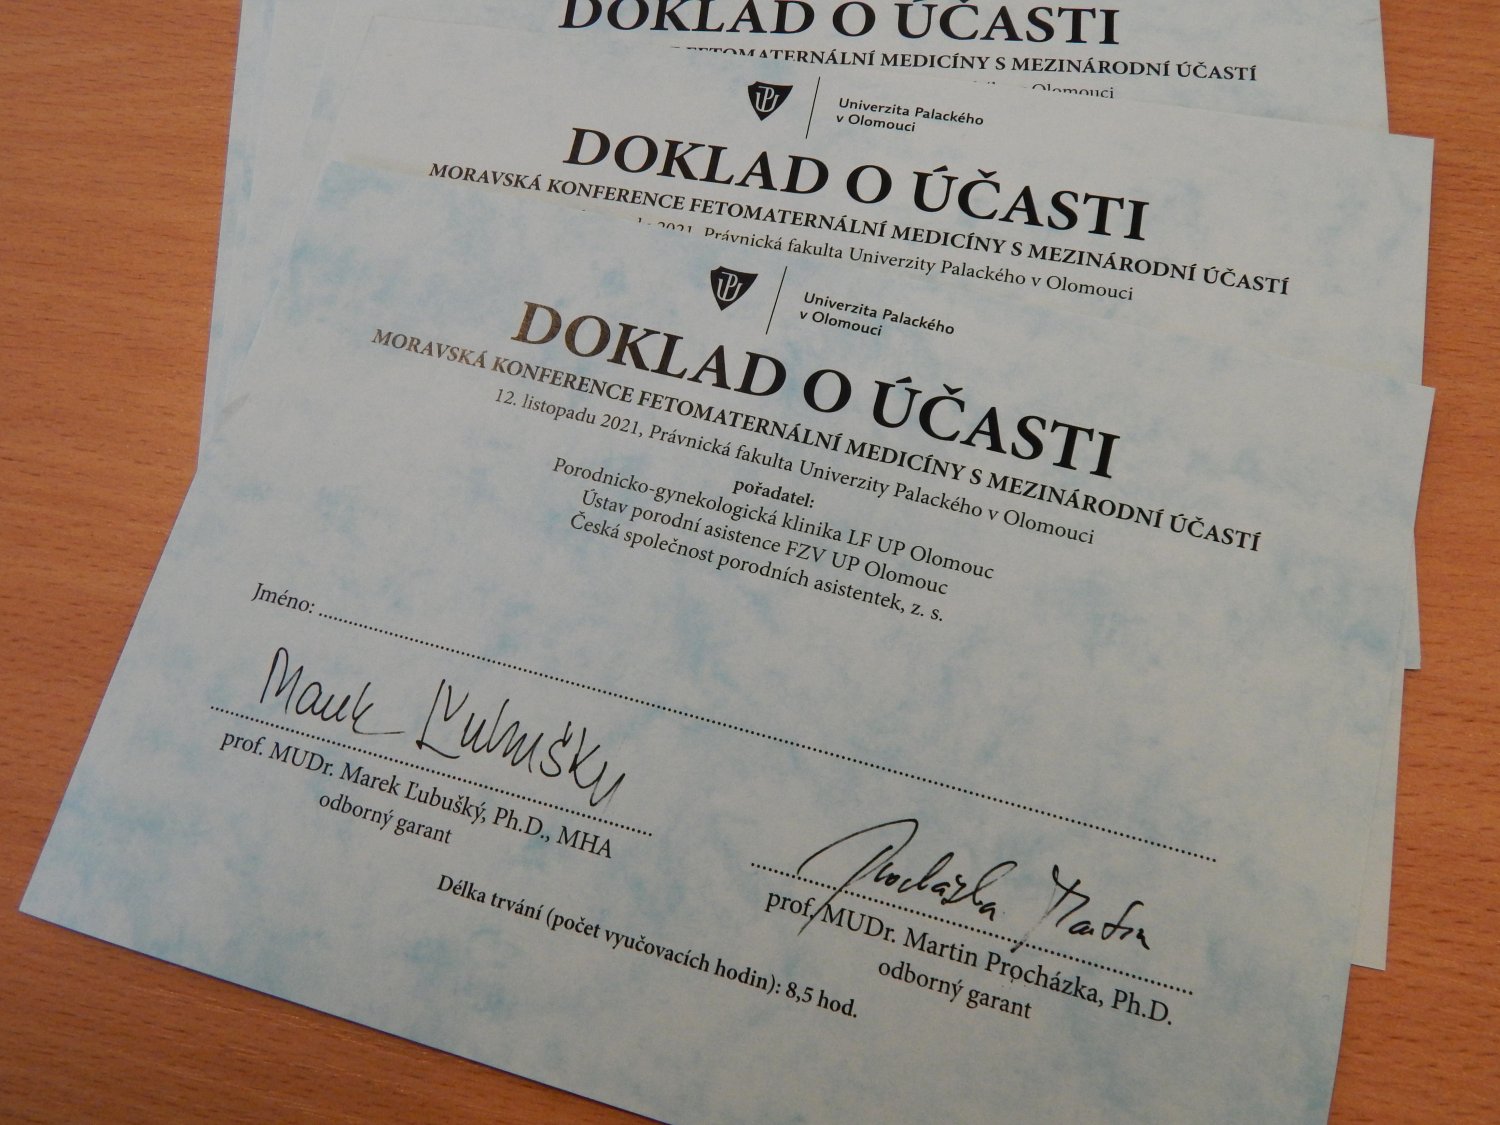 DOKLAD O ÚČASTI
FETOMATERNÁLNÍ MEDICÍNY S MEZINÁRODNÍ ÚČASTÍ
Olomouci
Univerzita Palackého
v Olomouci
DOKLAD O ÚČASTI
MORAVSKÁ KONFERENCE FETOMATERNÁLNÍ MEDICÍNY S MEZINÁRODNÍ ÚČASTÍ
2021, Právnická fakulta Univerzity Palackého v Olomouci
Univerzita Palackého
v Olomouci
DOKLAD O ÚČASTI
MORAVSKÁ KONFERENCE FETOMATERNÁLNÍ MEDICÍNY S MEZINÁRODNÍ ÚČASTÍ
12. listopadu 2021, Právnická fakulta Univerzity Palackého v Olomouci
pořadatel:
Porodnicko-gynekologická klinika LF UP Olomouc
Ústav porodní asistence FZV UP Olomouc
Česká společnost porodních asistentek, z. s.
Jméno:
Marek Ľubušký
prof. MUDr. Marek Ľubušký, Ph.D., MHA
odborný garant
Procházka Martin
prof. MUDr. Martin Procházka, Ph.D.
odborný garant
Délka trvání (počet vyučovacích hodin): 8,5 hod.